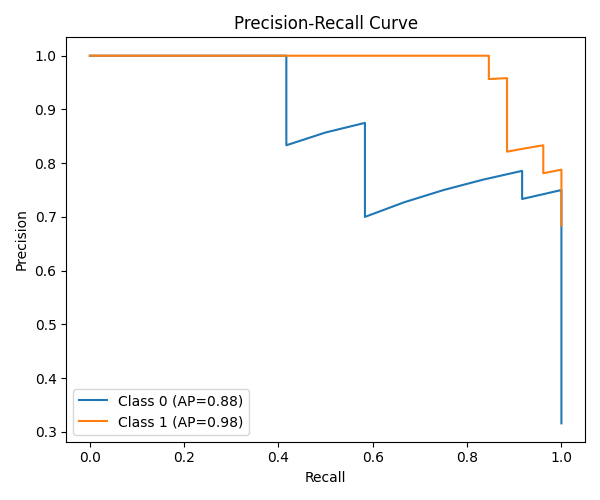 Precision-Recall Curve
1.0
0.9
0.8
0.7
0.6
0.5
0.4
0.3
Precision
Class 0 (AP=0.88)
Class 1 (AP=0.98)
0.0 0.2 0.4 0.6 0.8 1.0
Recall